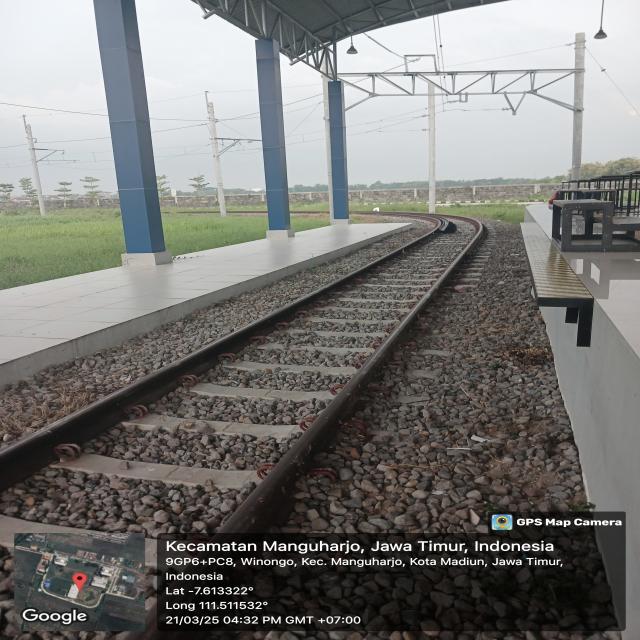 GPS Map Camera
Kecamatan Manguharjo, Jawa Timur, Indonesia
9GP6+PC8, Winongo, Kec. Manguharjo, Kota Madiun, Jawa Timur,
Indonesia
Lat -7.613322°
Long 111.511532°
21/03/25 04:32 PM GMT +07:00
Google